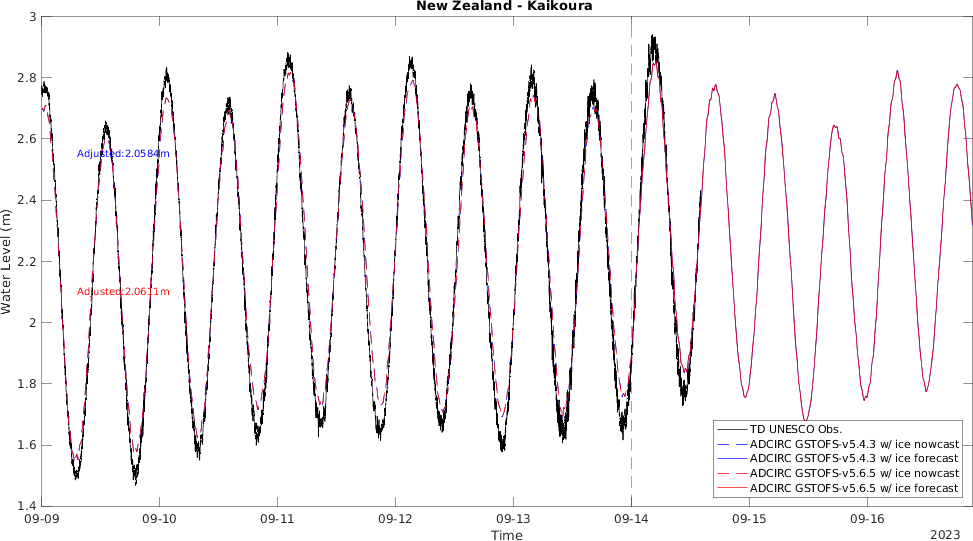 New Zealand - Kaikoura
3
2.8
2.6
Adjusted:2.0584m
2.4
2.2
Adjusted:2.0611m
2
1.8
1.6
1.4
Water Level (m)
TD UNESCO Obs.
ADCIRC GSTOFS-v5.4.3 w/ ice nowcast
ADCIRC GSTOFS-v5.4.3 w/ ice forecast
ADCIRC GSTOFS-v5.6.5 w/ ice nowcast
ADCIRC GSTOFS-v5.6.5 w/ ice forecast
09-09 09-10 09-11 09-12 09-13 09-14 09-15 09-16
Time
2023